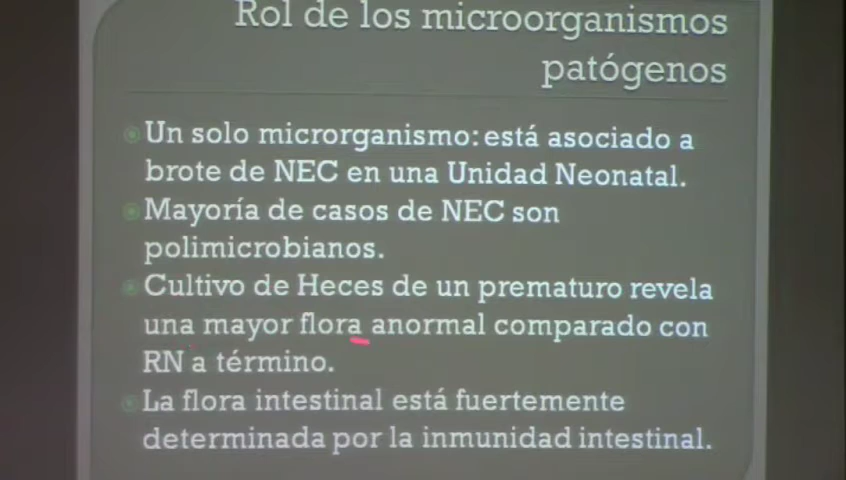 Rol de los microorganismos
patógenos
Un solo microrganismo: está asociado a
brote de NEC en una Unidad Neonatal.
Mayoría de casos de NEC son
polimicrobianos.
Cultivo de Heces de un prematuro revela
una mayor flora anormal comparado con
RN a término.
La flora intestinal está fuertemente
determinada por la inmunidad intestinal.